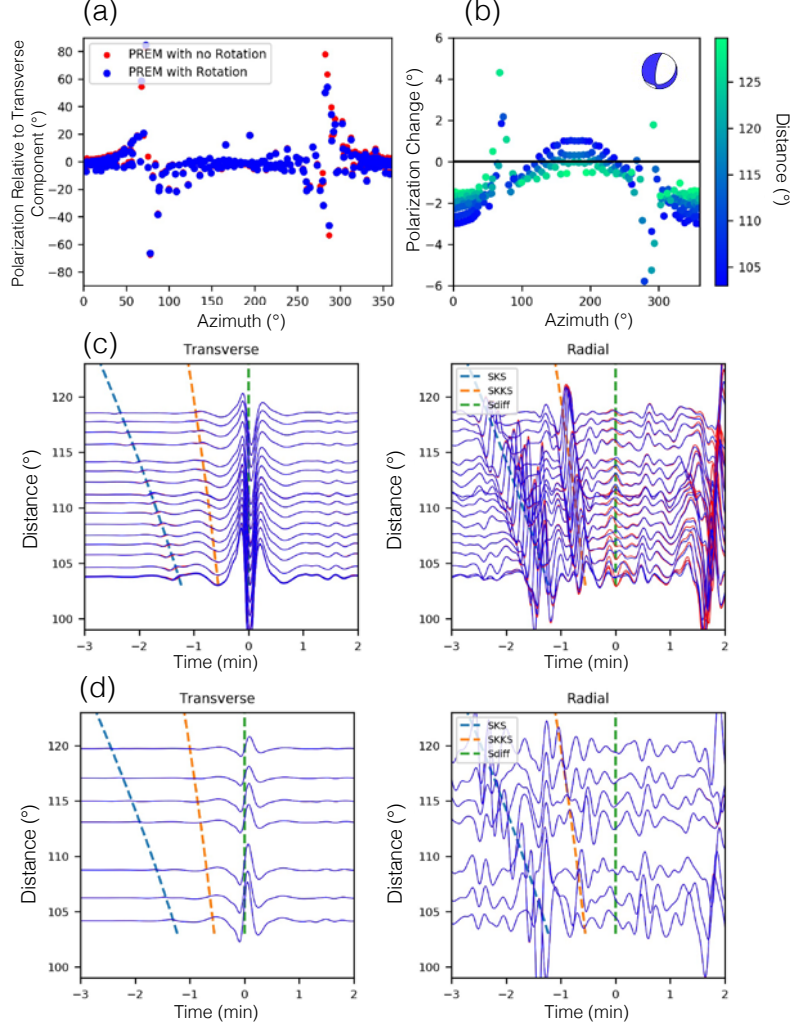 (a)
(b)
Polarization Relative to Transverse
Component (°)
80
60
40
20
0
−20
−40
−60
−80
PREM with no Rotation
PREM with Rotation
0
50
100
150
200
250
300
350
Azimuth (°)
Polarization Change (°)
6
4
2
0
−2
−4
−6
0
100
200
300
Azimuth (°)
125
120
115
110
105
Distance (°)
(c)
Transverse
Distance (°)
120
115
110
105
100
−3
−2
−1
0
1
2
Time (min)
Radial
SKS
SKKS
Sdiff
Distance (°)
120
115
110
105
100
−3
−2
−1
0
1
2
Time (min)
(d)
Transverse
Distance (°)
120
115
110
105
100
−3
−2
−1
0
1
2
Time (min)
Radial
SKS
SKKS
Sdiff
Distance (°)
120
115
110
105
100
−3
−2
−1
0
1
2
Time (min)